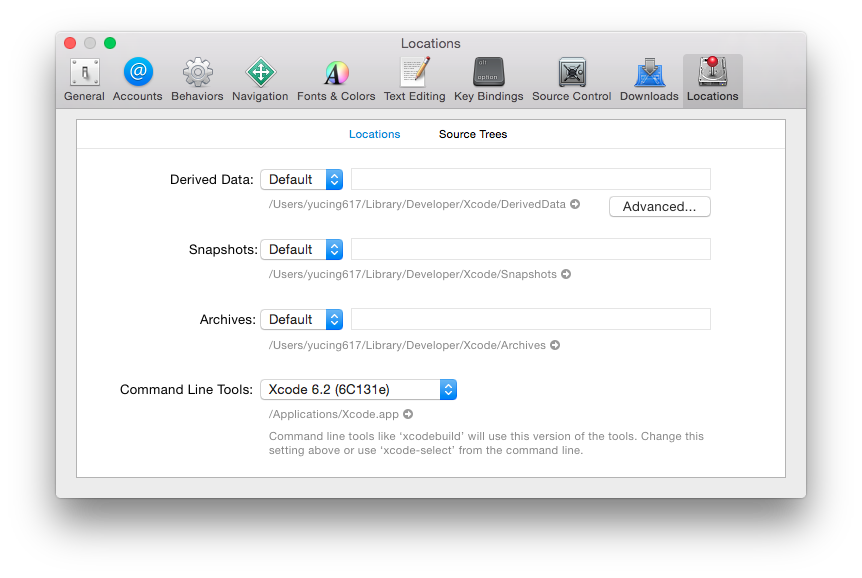 Locations
General Accounts Behaviors Navigation Fonts & Colors Text Editing Key Bindings Source Control Downloads Locations
alt
option
Locations Source Trees
Derived Data: Default
/Users/yucing617/Library/Developer/Xcode/DerivedData
Advanced...
Snapshots: Default
/Users/yucing617/Library/Developer/Xcode/Snapshots
Archives: Default
/Users/yucing617/Library/Developer/Xcode/Archives
Command Line Tools: Xcode 6.2 (6C131e)
/Applications/Xcode.app
Command line tools like ‘xcodebuild’ will use this version of the tools. Change this
setting above or use ‘xcode-select’ from the command line.